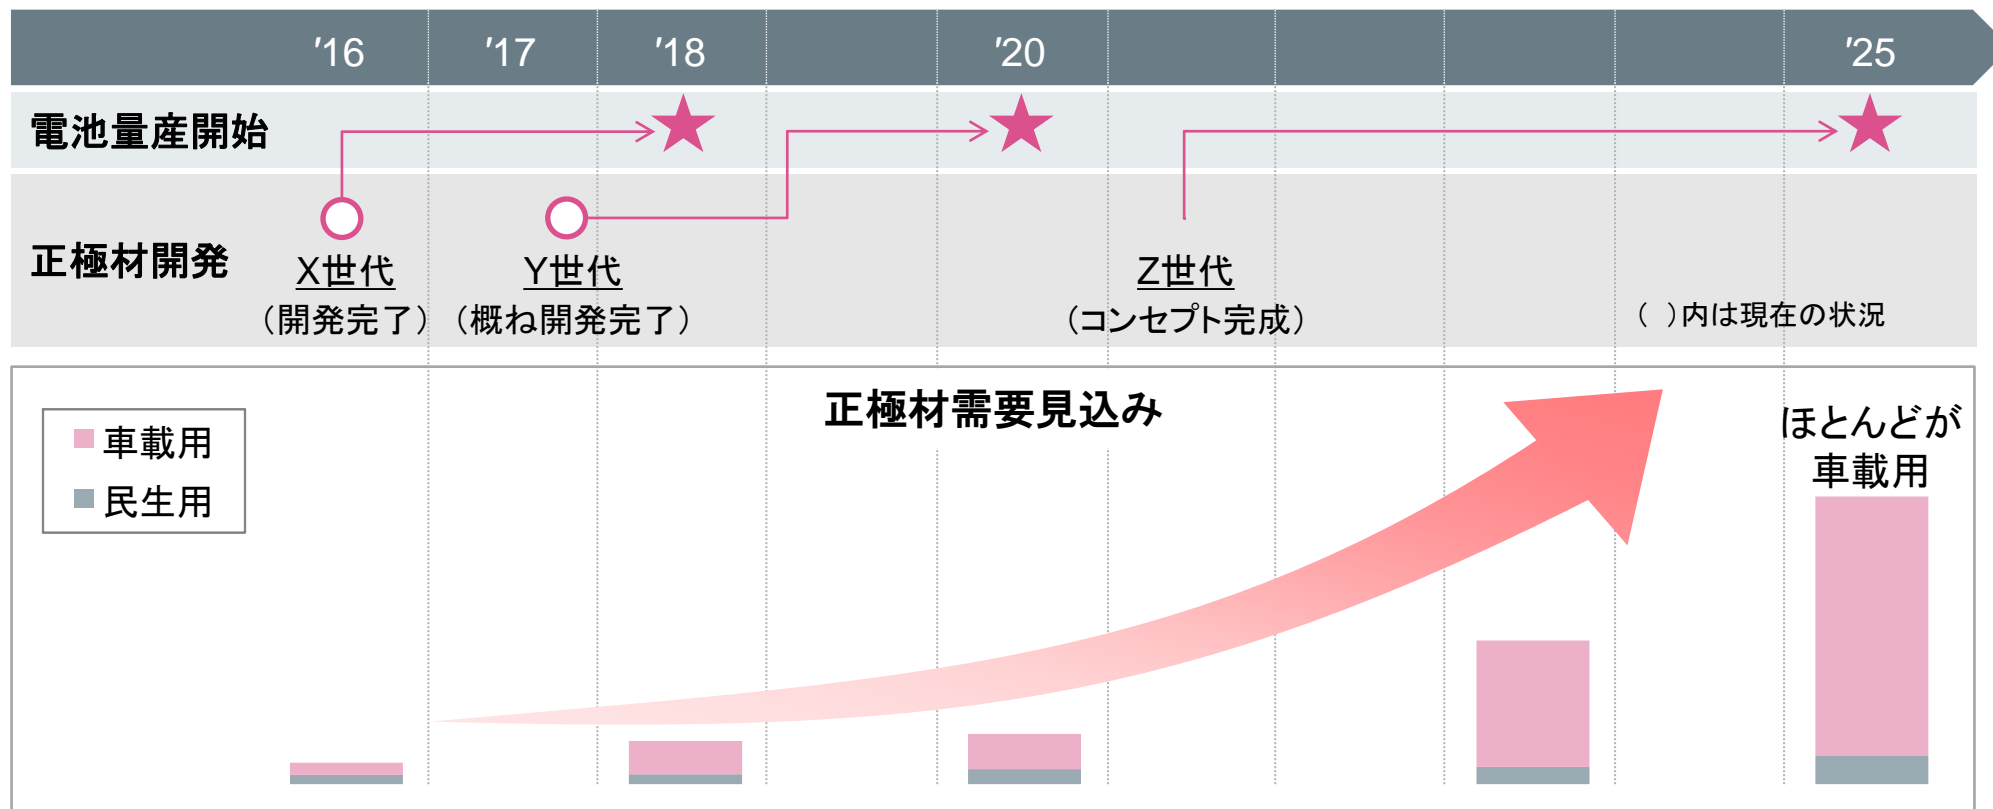 ′16 ′17 ′18 ′20 ′25
電池量産開始
正極材開発
X世代
（開発完了）
Y世代
（概ね開発完了）
Z世代
（コンセプト完成）
（　）内は現在の状況
正極材需要見込み
車載用
民生用
ほとんどが
車載用